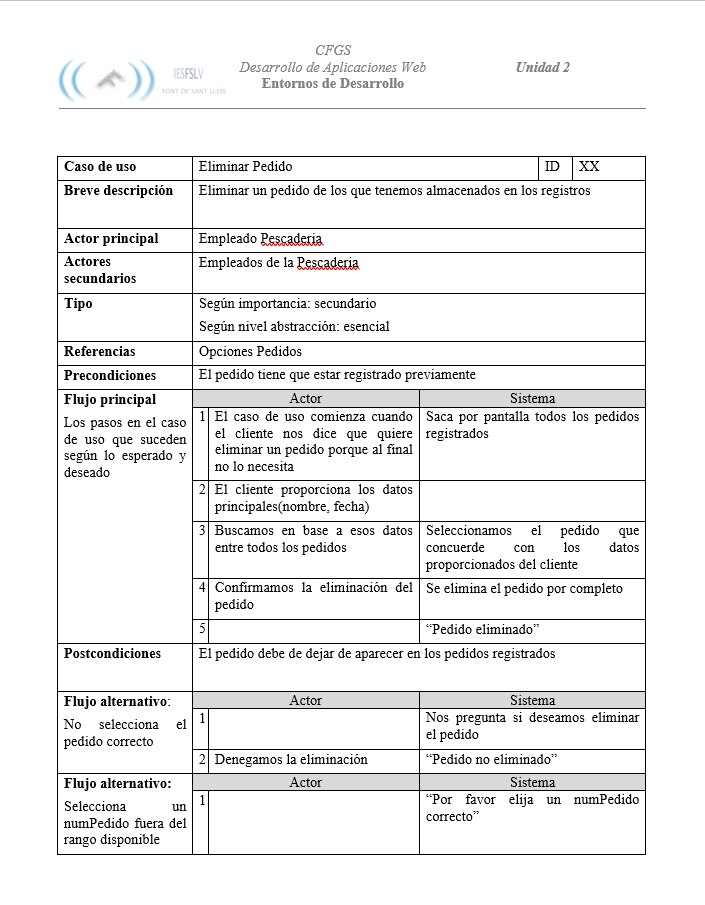 CFGS
Desarrollo de Aplicaciones Web
Unidad 2
Entornos de Desarrollo
IESFSLV
FONT DE SANT LLUÍS
Caso de uso
Eliminar Pedido
ID
XX
Breve descripción
Eliminar un pedido de los que tenemos almacenados en los registros
Actor principal
Empleado Pescaderia
Actores
secundarios
Empleados de la Pescaderia
Tipo
Según importancia: secundario
Según nivel abstracción: esencial
Referencias
Opciones Pedidos
Precondiciones
El pedido tiene que estar registrado previamente
Flujo principal
Los pasos en el caso
de uso que suceden
según lo esperado y
deseado
Actor
Sistema
1
El caso de uso comienza cuando
el cliente nos dice que quiere
eliminar un pedido porque al final
no lo necesita
Saca por pantalla todos los pedidos
registrados
2
El cliente proporciona los datos
principales(nombre, fecha)
3
Buscamos en base a esos datos
entre todos los pedidos
Seleccionamos el pedido que
concuerde con los datos
proporcionados del cliente
4
Confirmamos la eliminación del
pedido
Se elimina el pedido por completo
5
“Pedido eliminado”
Postcondiciones
El pedido debe de dejar de aparecer en los pedidos registrados
Flujo alternativo:
No selecciona el
pedido correcto
Actor
Sistema
1
Nos pregunta si deseamos eliminar
el pedido
2
Denegamos la eliminación
“Pedido no eliminado”
Flujo alternativo:
Selecciona un
numPedido fuera del
rango disponible
Actor
Sistema
1
“Por favor elija un numPedido
correcto”